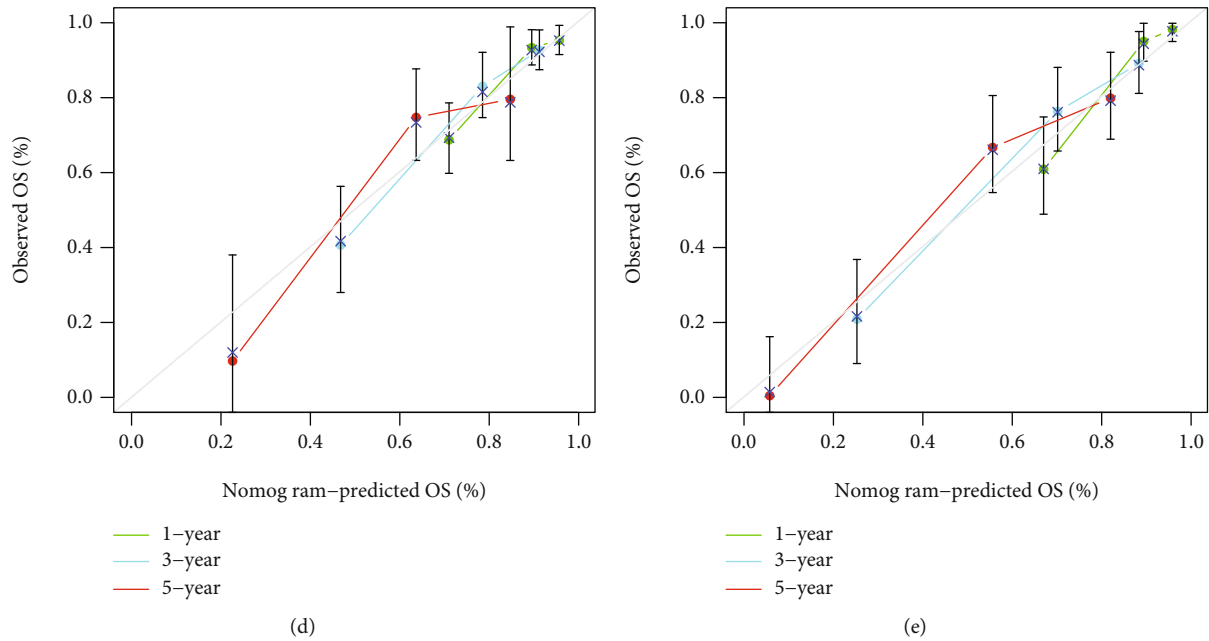 1.0
0.8
0.6
0.4
0.2
0.0
Observed OS (%)
0.0 0.2 0.4 0.6 0.8 1.0
Nomog ram−predicted OS (%)
1−year
3−year
5−year
(d)
1.0
0.8
0.6
0.4
0.2
0.0
Observed OS (%)
0.0 0.2 0.4 0.6 0.8 1.0
Nomog ram−predicted OS (%)
1−year
3−year
5−year
(e)